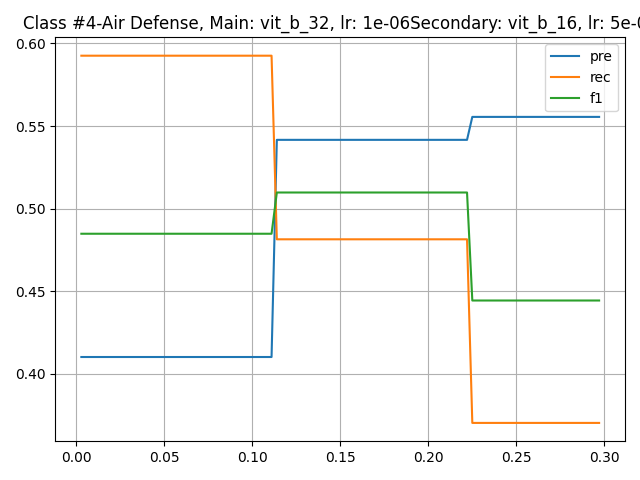 Class #4-Air Defense, Main: vit_b_32, lr: 1e-06Secondary: vit_b_16, lr: 5e-0
0.60
pre
rec
f1
0.55
0.50
0.45
0.40
0.00 0.05 0.10 0.15 0.20 0.25 0.30